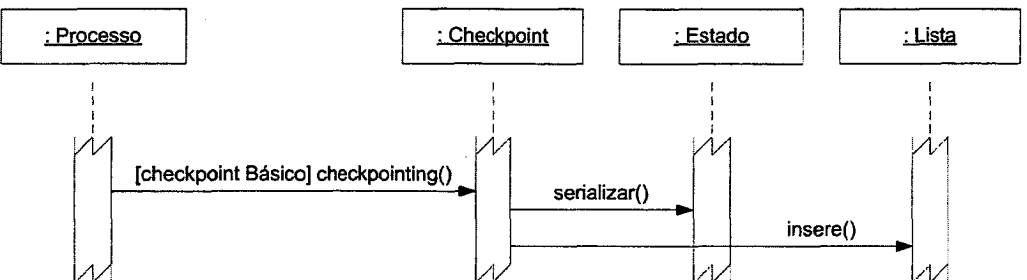 : Processo
: Checkpoint
: Estado
: Lista
[checkpoint Básico] checkpointing()
serializar()
insere()